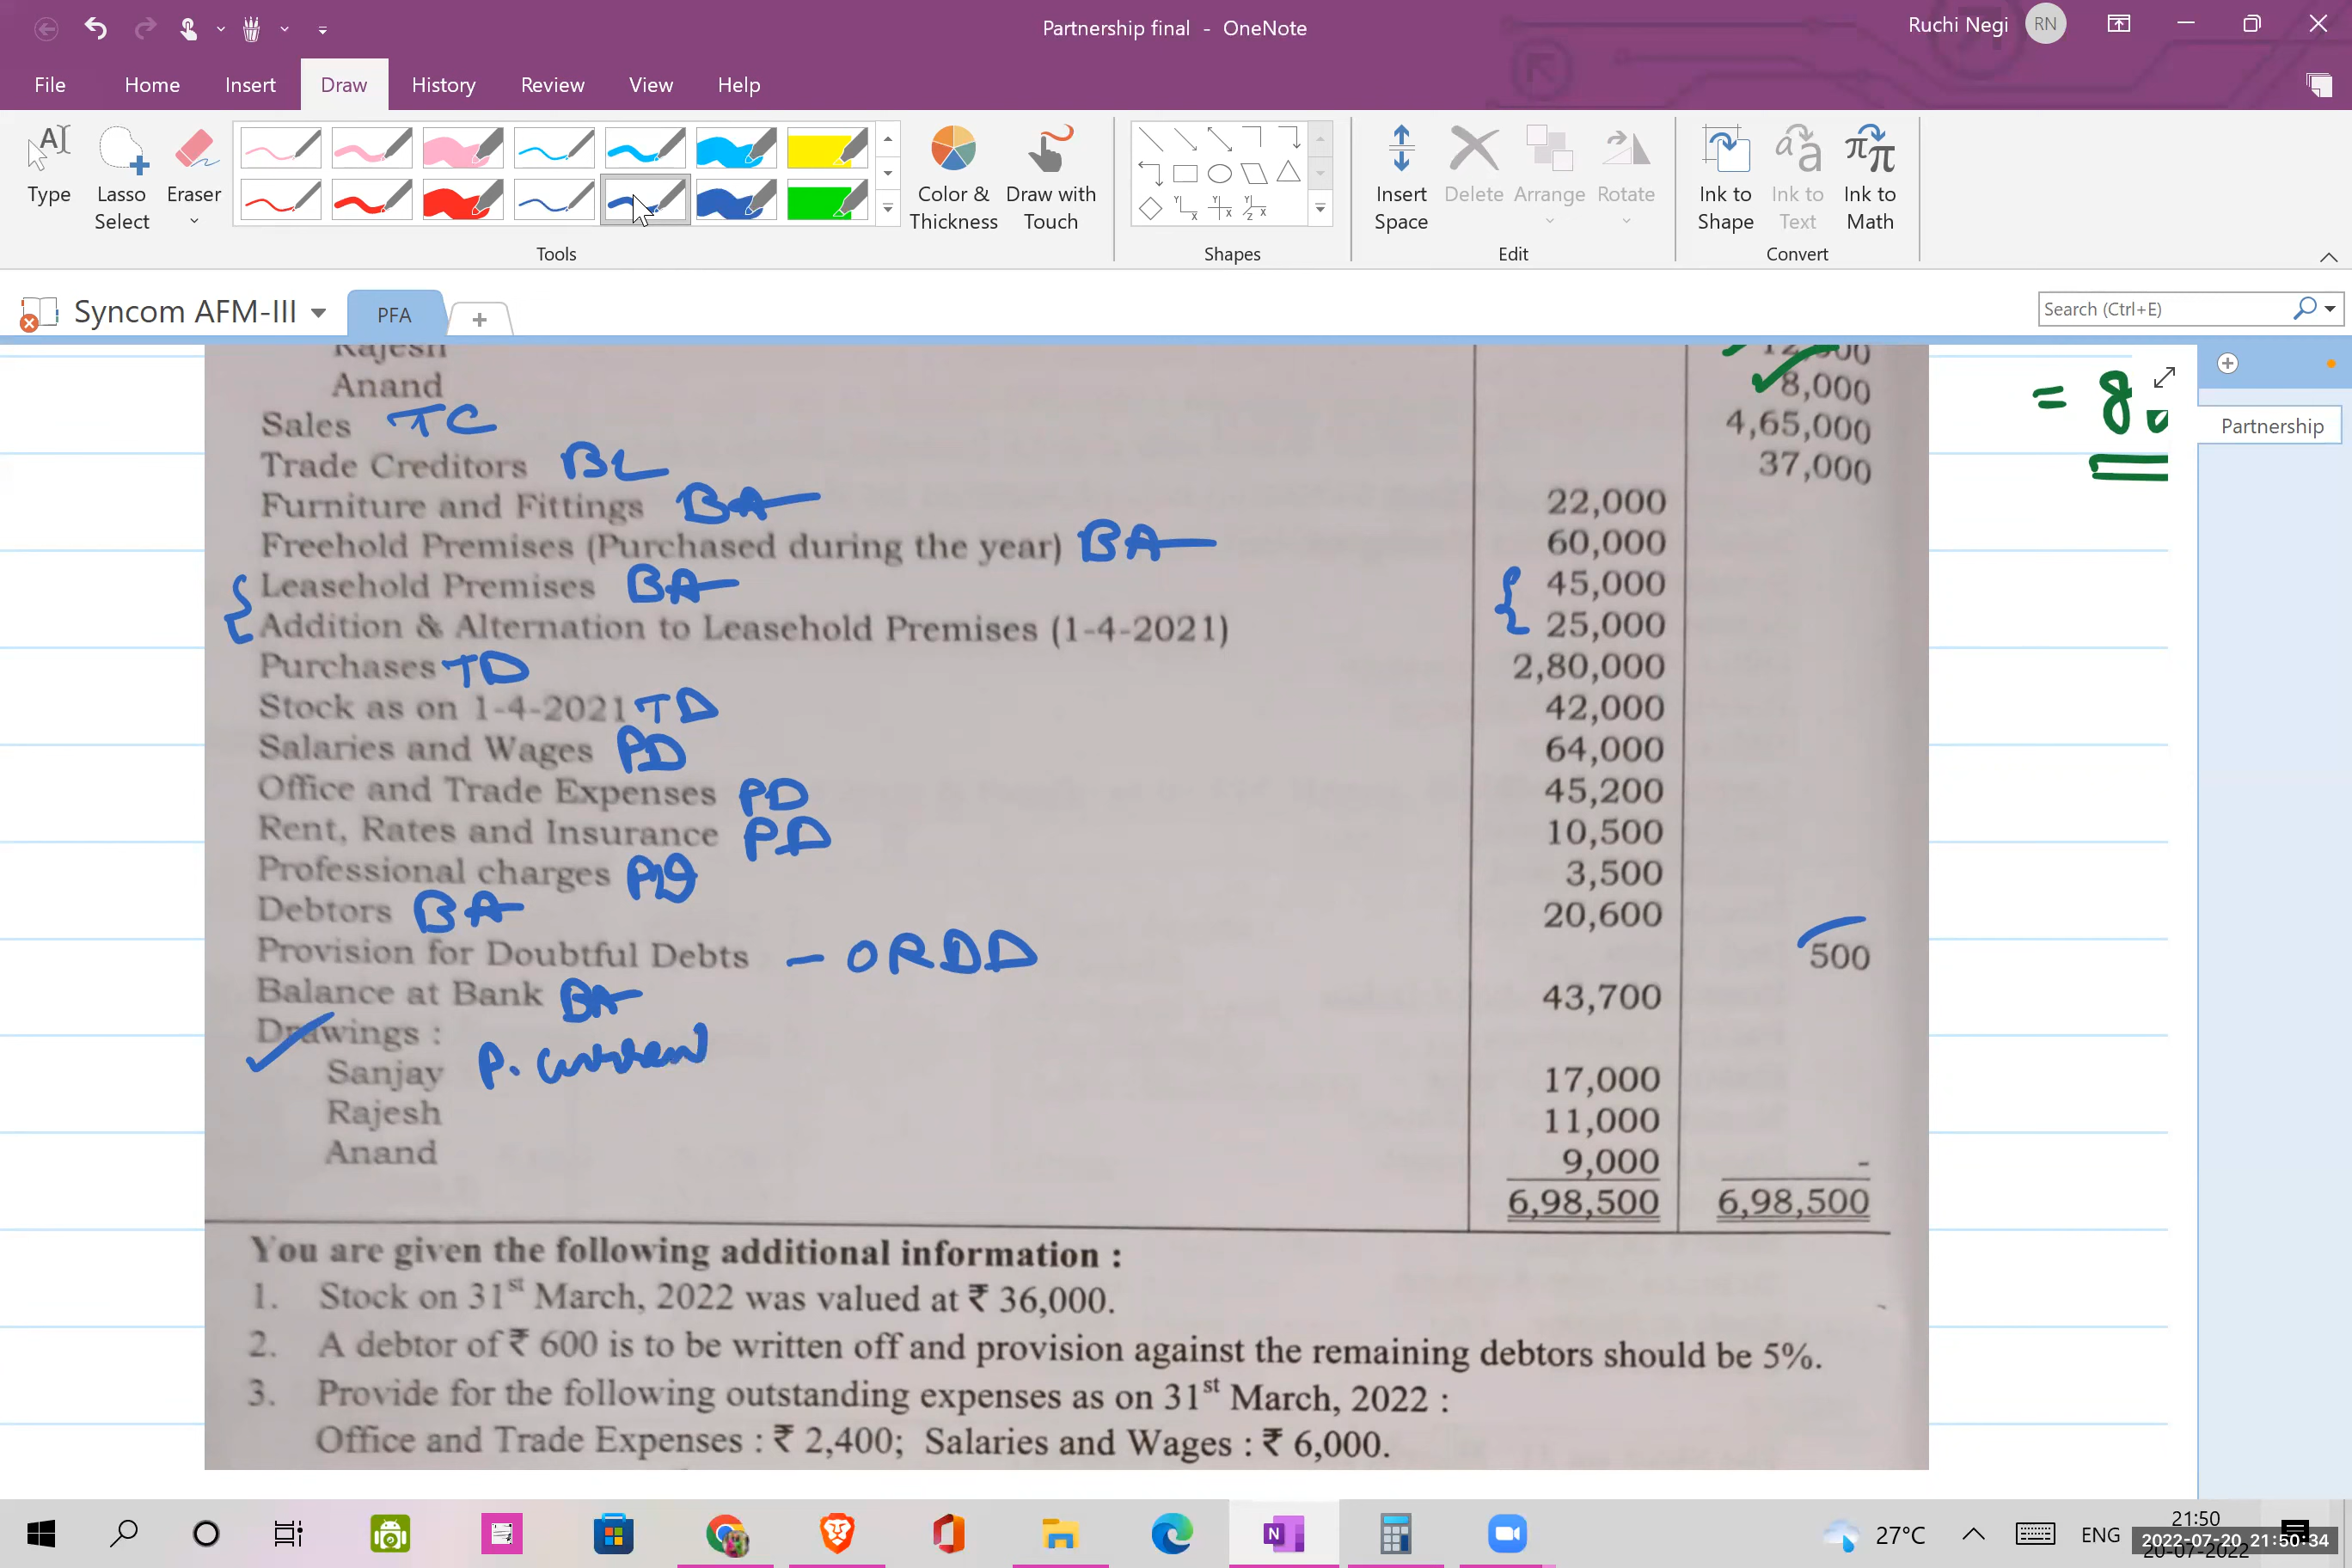 Partnership final - OneNote
Ruchi Negi RN
File Home Insert Draw History Review View Help
Type Lasso Select Eraser Color & Thickness Draw with Touch Insert Space Delete Arrange Rotate Ink to Shape Ink to Text Ink to Math
Tools Shapes Edit Convert
Syncom AFM-III PFA Search (Ctrl+E)
Partnership
Rajesh
Anand 8,000
= 8
Sales TC 4,65,000
Trade Creditors BL 37,000
Furniture and Fittings BA 22,000
Freehold Premises (Purchased during the year) BA 60,000
Leasehold Premises BA 45,000
Addition & Alternation to Leasehold Premises (1-4-2021) 25,000
Purchases TD 2,80,000
Stock as on 1-4-2021 TD 42,000
Salaries and Wages PD 64,000
Office and Trade Expenses PD 45,200
Rent, Rates and Insurance PD 10,500
Professional charges PD 3,500
Debtors BA 20,600
Provision for Doubtful Debts - ORDD 500
Balance at Bank BA 43,700
Drawings :
Sanjay P. 17,000
Rajesh 11,000
Anand 9,000 -
6,98,500 6,98,500
You are given the following additional information :
1. Stock on 31st March, 2022 was valued at ₹ 36,000.
2. A debtor of ₹ 600 is to be written off and provision against the remaining debtors should be 5%.
3. Provide for the following outstanding expenses as on 31st March, 2022 :
Office and Trade Expenses : ₹ 2,400; Salaries and Wages : ₹ 6,000.
27°C ENG 21:50
2022-07-20_21:50:34
20-07-2022